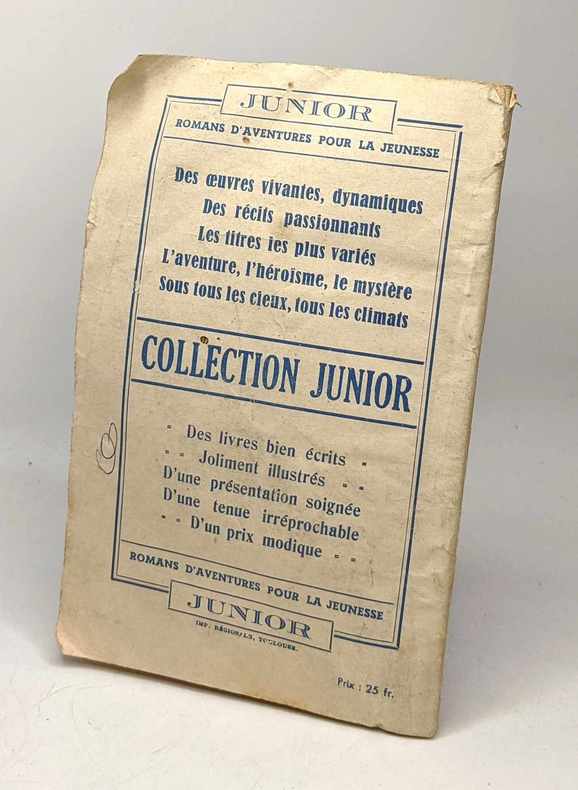 JUNIOR
ROMANS D'AVENTURES POUR LA JEUNESSE
Des œuvres vivantes, dynamiques
Des récits passionnants
Les titres les plus variés
L'aventure, l'héroïsme, le mystère
Sous tous les cieux, tous les climats
COLLECTION JUNIOR
Des livres bien écrits
Joliment illustrés
D'une présentation soignée
D'une tenue irréprochable
D'un prix modique
ROMANS D'AVENTURES POUR LA JEUNESSE
JUNIOR
IMP. RÉGIONALE, TOULOUSE.
Prix : 25 fr.